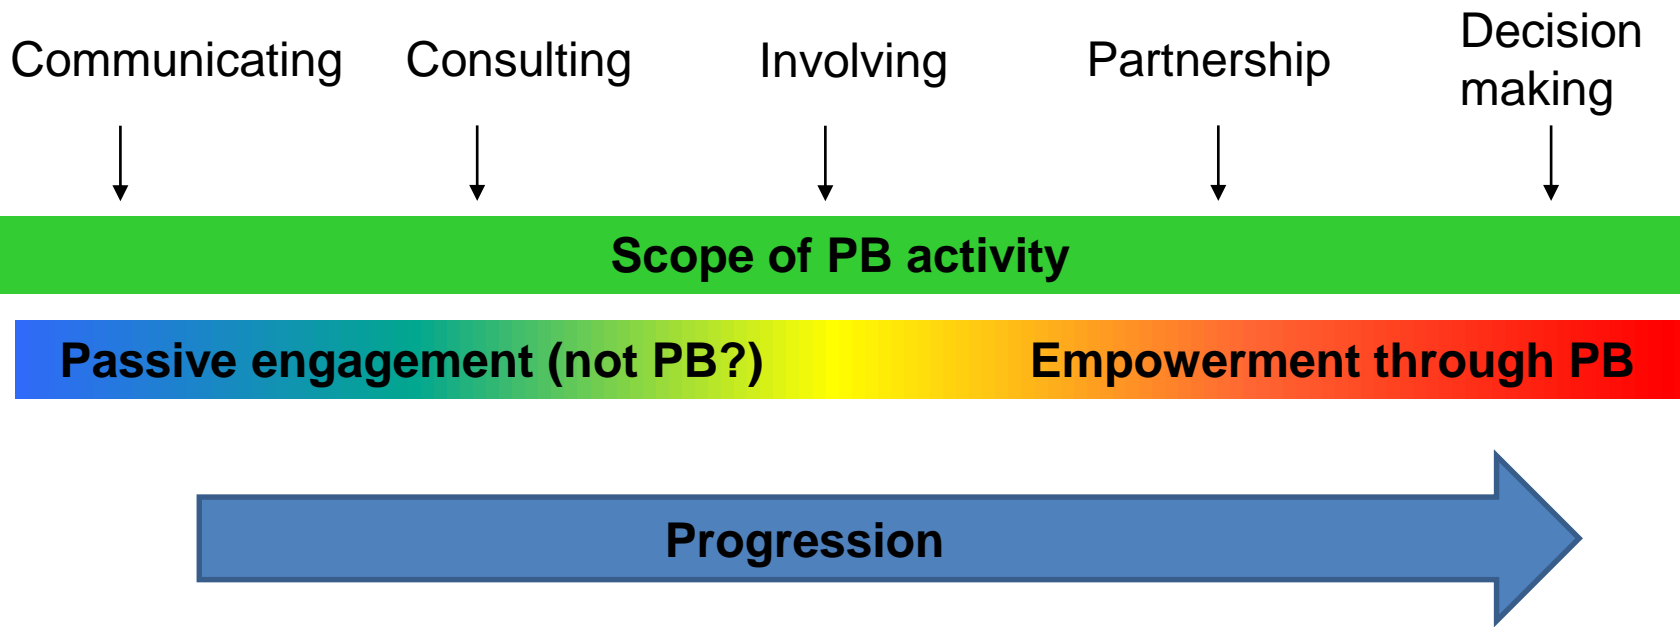 Communicating
Consulting
Involving
Partnership
Decision
making
Scope of PB activity
Passive engagement (not PB?)
Empowerment through PB
Progression